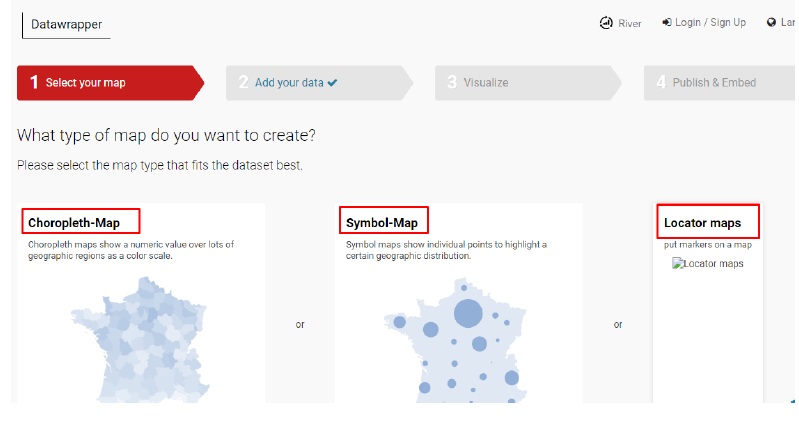 Datawrapper
River
Login / Sign Up
1 Select your map
2 Add your data ✔
3 Visualize
4 Publish & Embed
What type of map do you want to create?
Please select the map type that fits the dataset best.
Choropleth-Map
Choropleth maps show a numeric value over lots of
geographic regions as a color scale.
or
Symbol-Map
Symbol maps show individual points to highlight a
certain geographic distribution.
or
Locator maps
put markers on a map
Locator maps